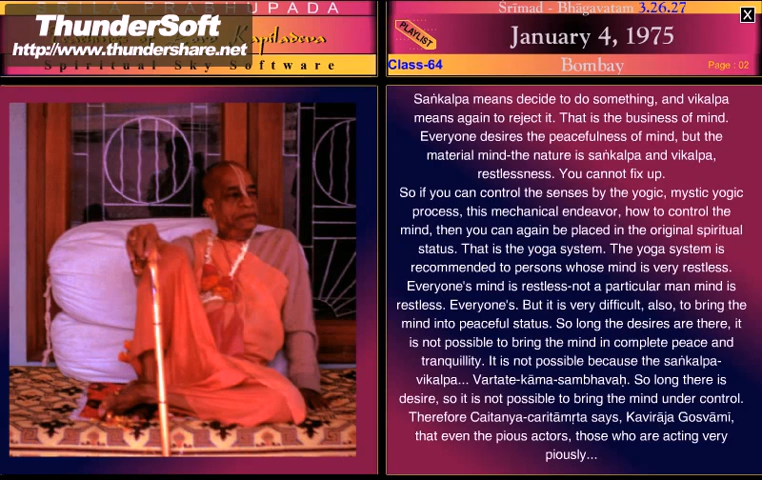 SRILA PRABHUPADA
ThunderSoft
http://www.thundershare.net
Kapiladeva
Spiritual Sky Software
Śrīmad - Bhāgavatam 3.26.27
X
PLAYLIST
January 4, 1975
Class-64
Bombay
Page : 02
Saṅkalpa means decide to do something, and vikalpa
means again to reject it. That is the business of mind.
Everyone desires the peacefulness of mind, but the
material mind-the nature is saṅkalpa and vikalpa,
restlessness. You cannot fix up.
So if you can control the senses by the yogic, mystic yogic
process, this mechanical endeavor, how to control the
mind, then you can again be placed in the original spiritual
status. That is the yoga system. The yoga system is
recommended to persons whose mind is very restless.
Everyone's mind is restless-not a particular man mind is
restless. Everyone's. But it is very difficult, also, to bring the
mind into peaceful status. So long the desires are there, it
is not possible to bring the mind in complete peace and
tranquillity. It is not possible because the saṅkalpa-
vikalpa... Vartate-kāma-sambhavaḥ. So long there is
desire, so it is not possible to bring the mind under control.
Therefore Caitanya-caritāmṛta says, Kavirāja Gosvāmī,
that even the pious actors, those who are acting very
piously...